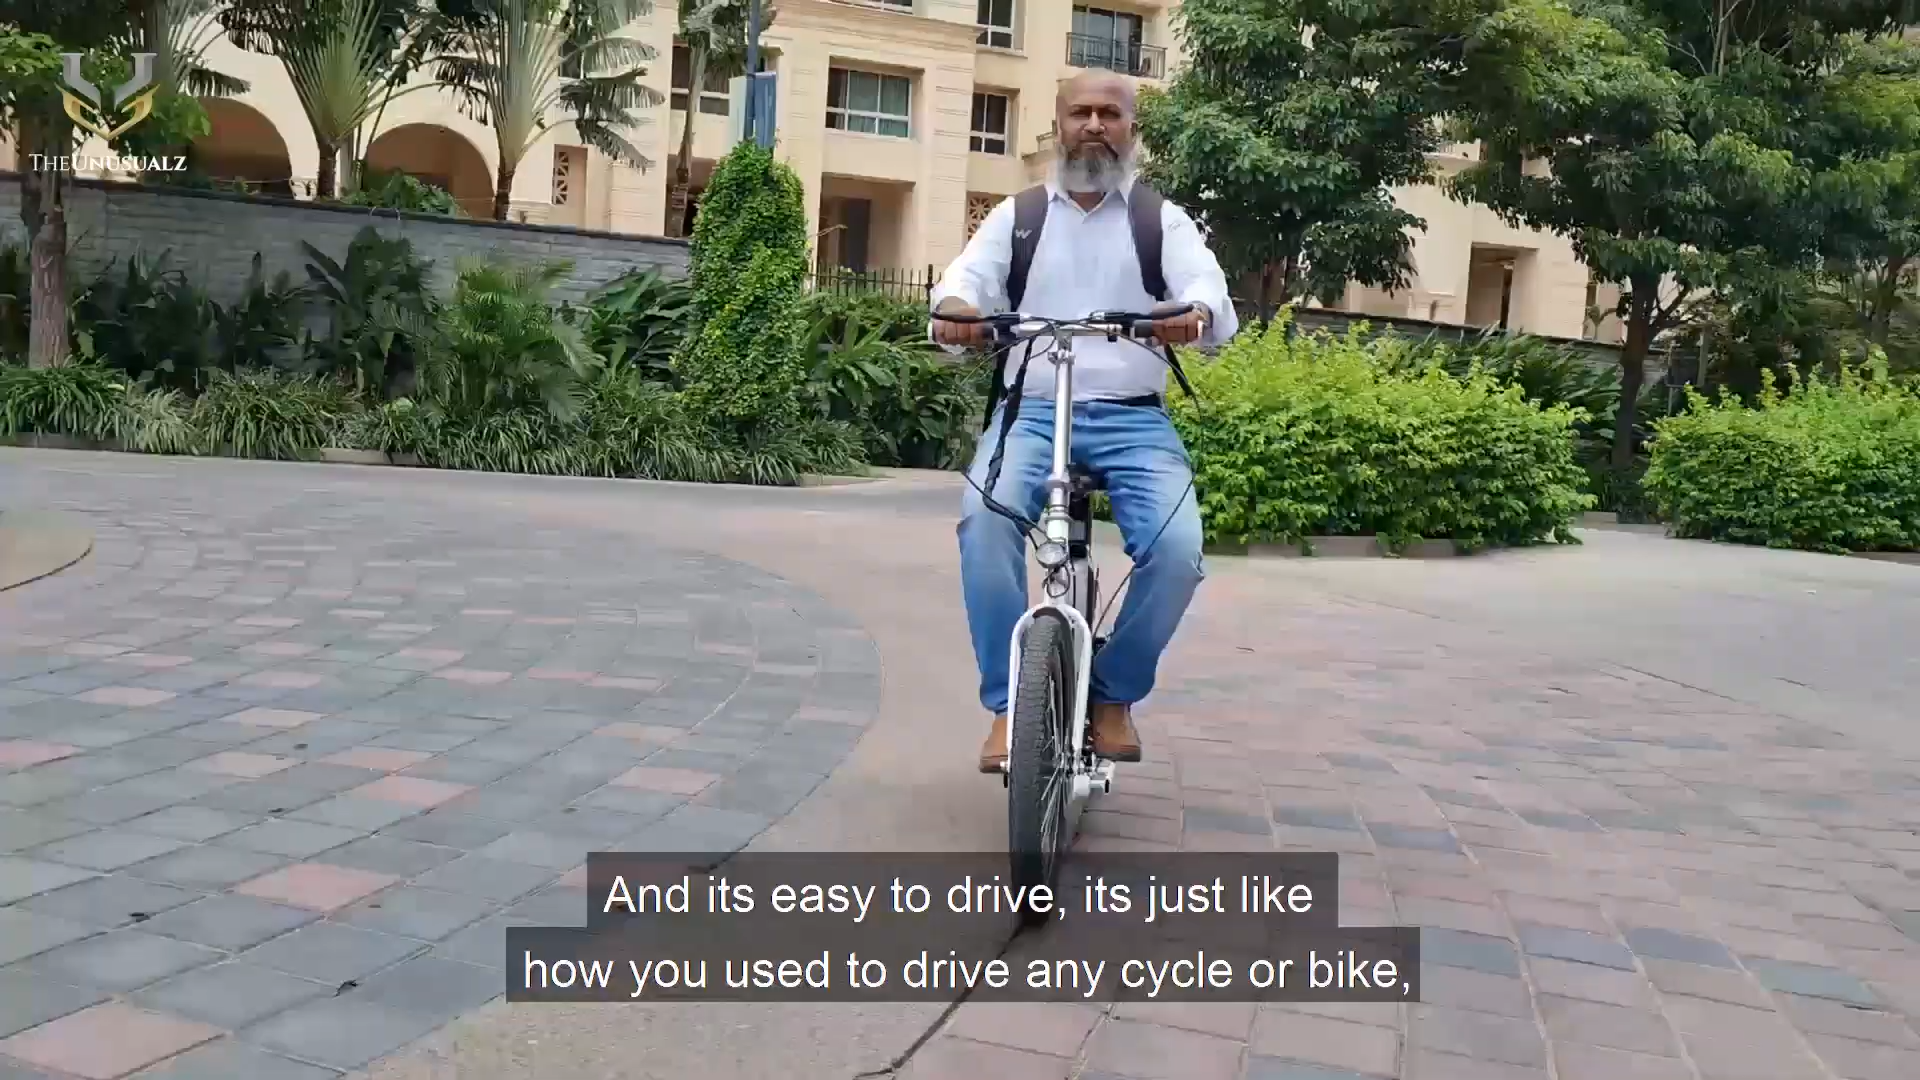 THEUNUSUALZ
And its easy to drive, its just like
how you used to drive any cycle or bike,